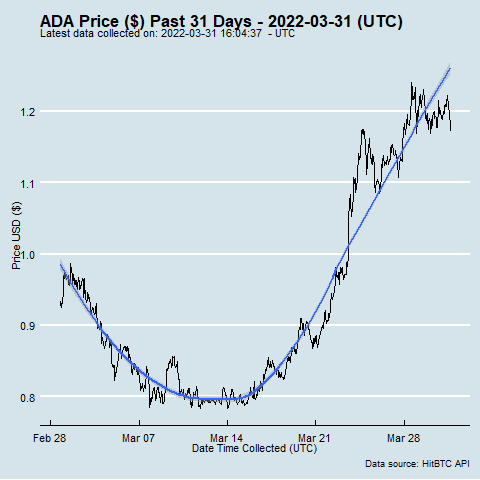 ADA Price ($) Past 31 Days - 2022-03-31 (UTC)
Latest data collected on: 2022-03-31 16:04:37 - UTC
Price USD ($)
1.2
1.1
1.0
0.9
0.8
Feb 28 Mar 07 Mar 14 Mar 21 Mar 28
Date Time Collected (UTC)
Data source: HitBTC API